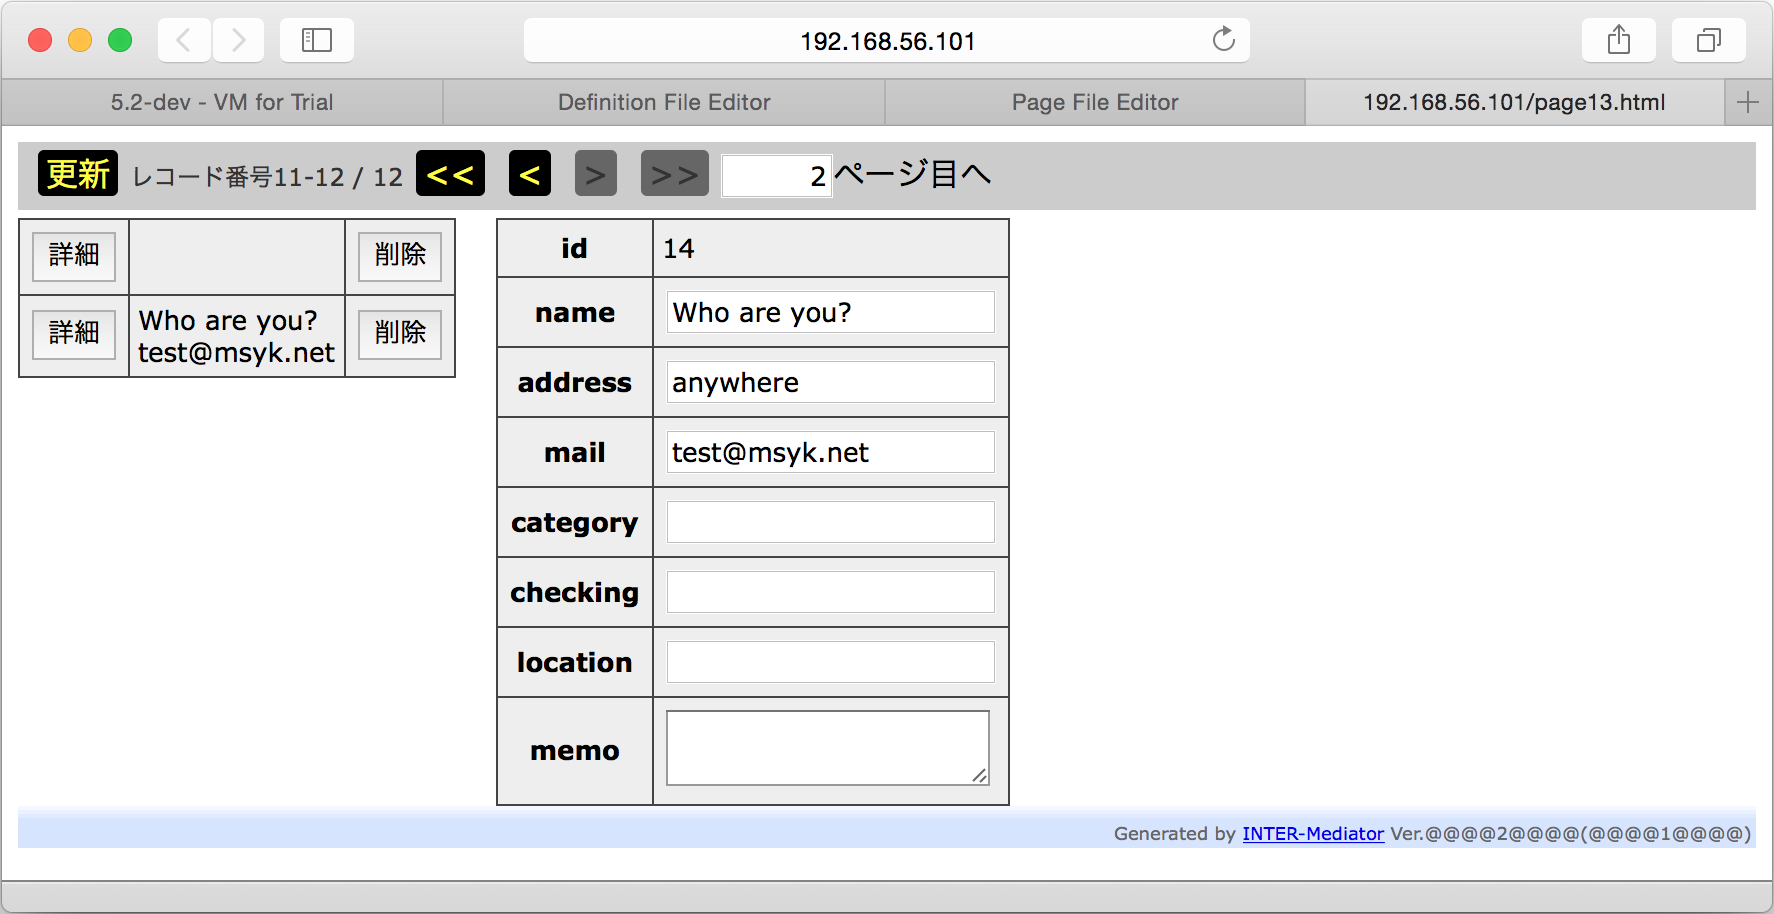 192.168.56.101
5.2-dev - VM for Trial
Definition File Editor
Page File Editor
192.168.56.101/page13.html
更新 レコード番号11-12 / 12 << < > >> 2 ページ目へ
詳細 削除
詳細 Who are you? 削除
test@msyk.net
id 14
name Who are you?
address anywhere
mail test@msyk.net
category
checking
location
memo
Generated by INTER-Mediator Ver.@@@@2@@@@(@@@@1@@@@)